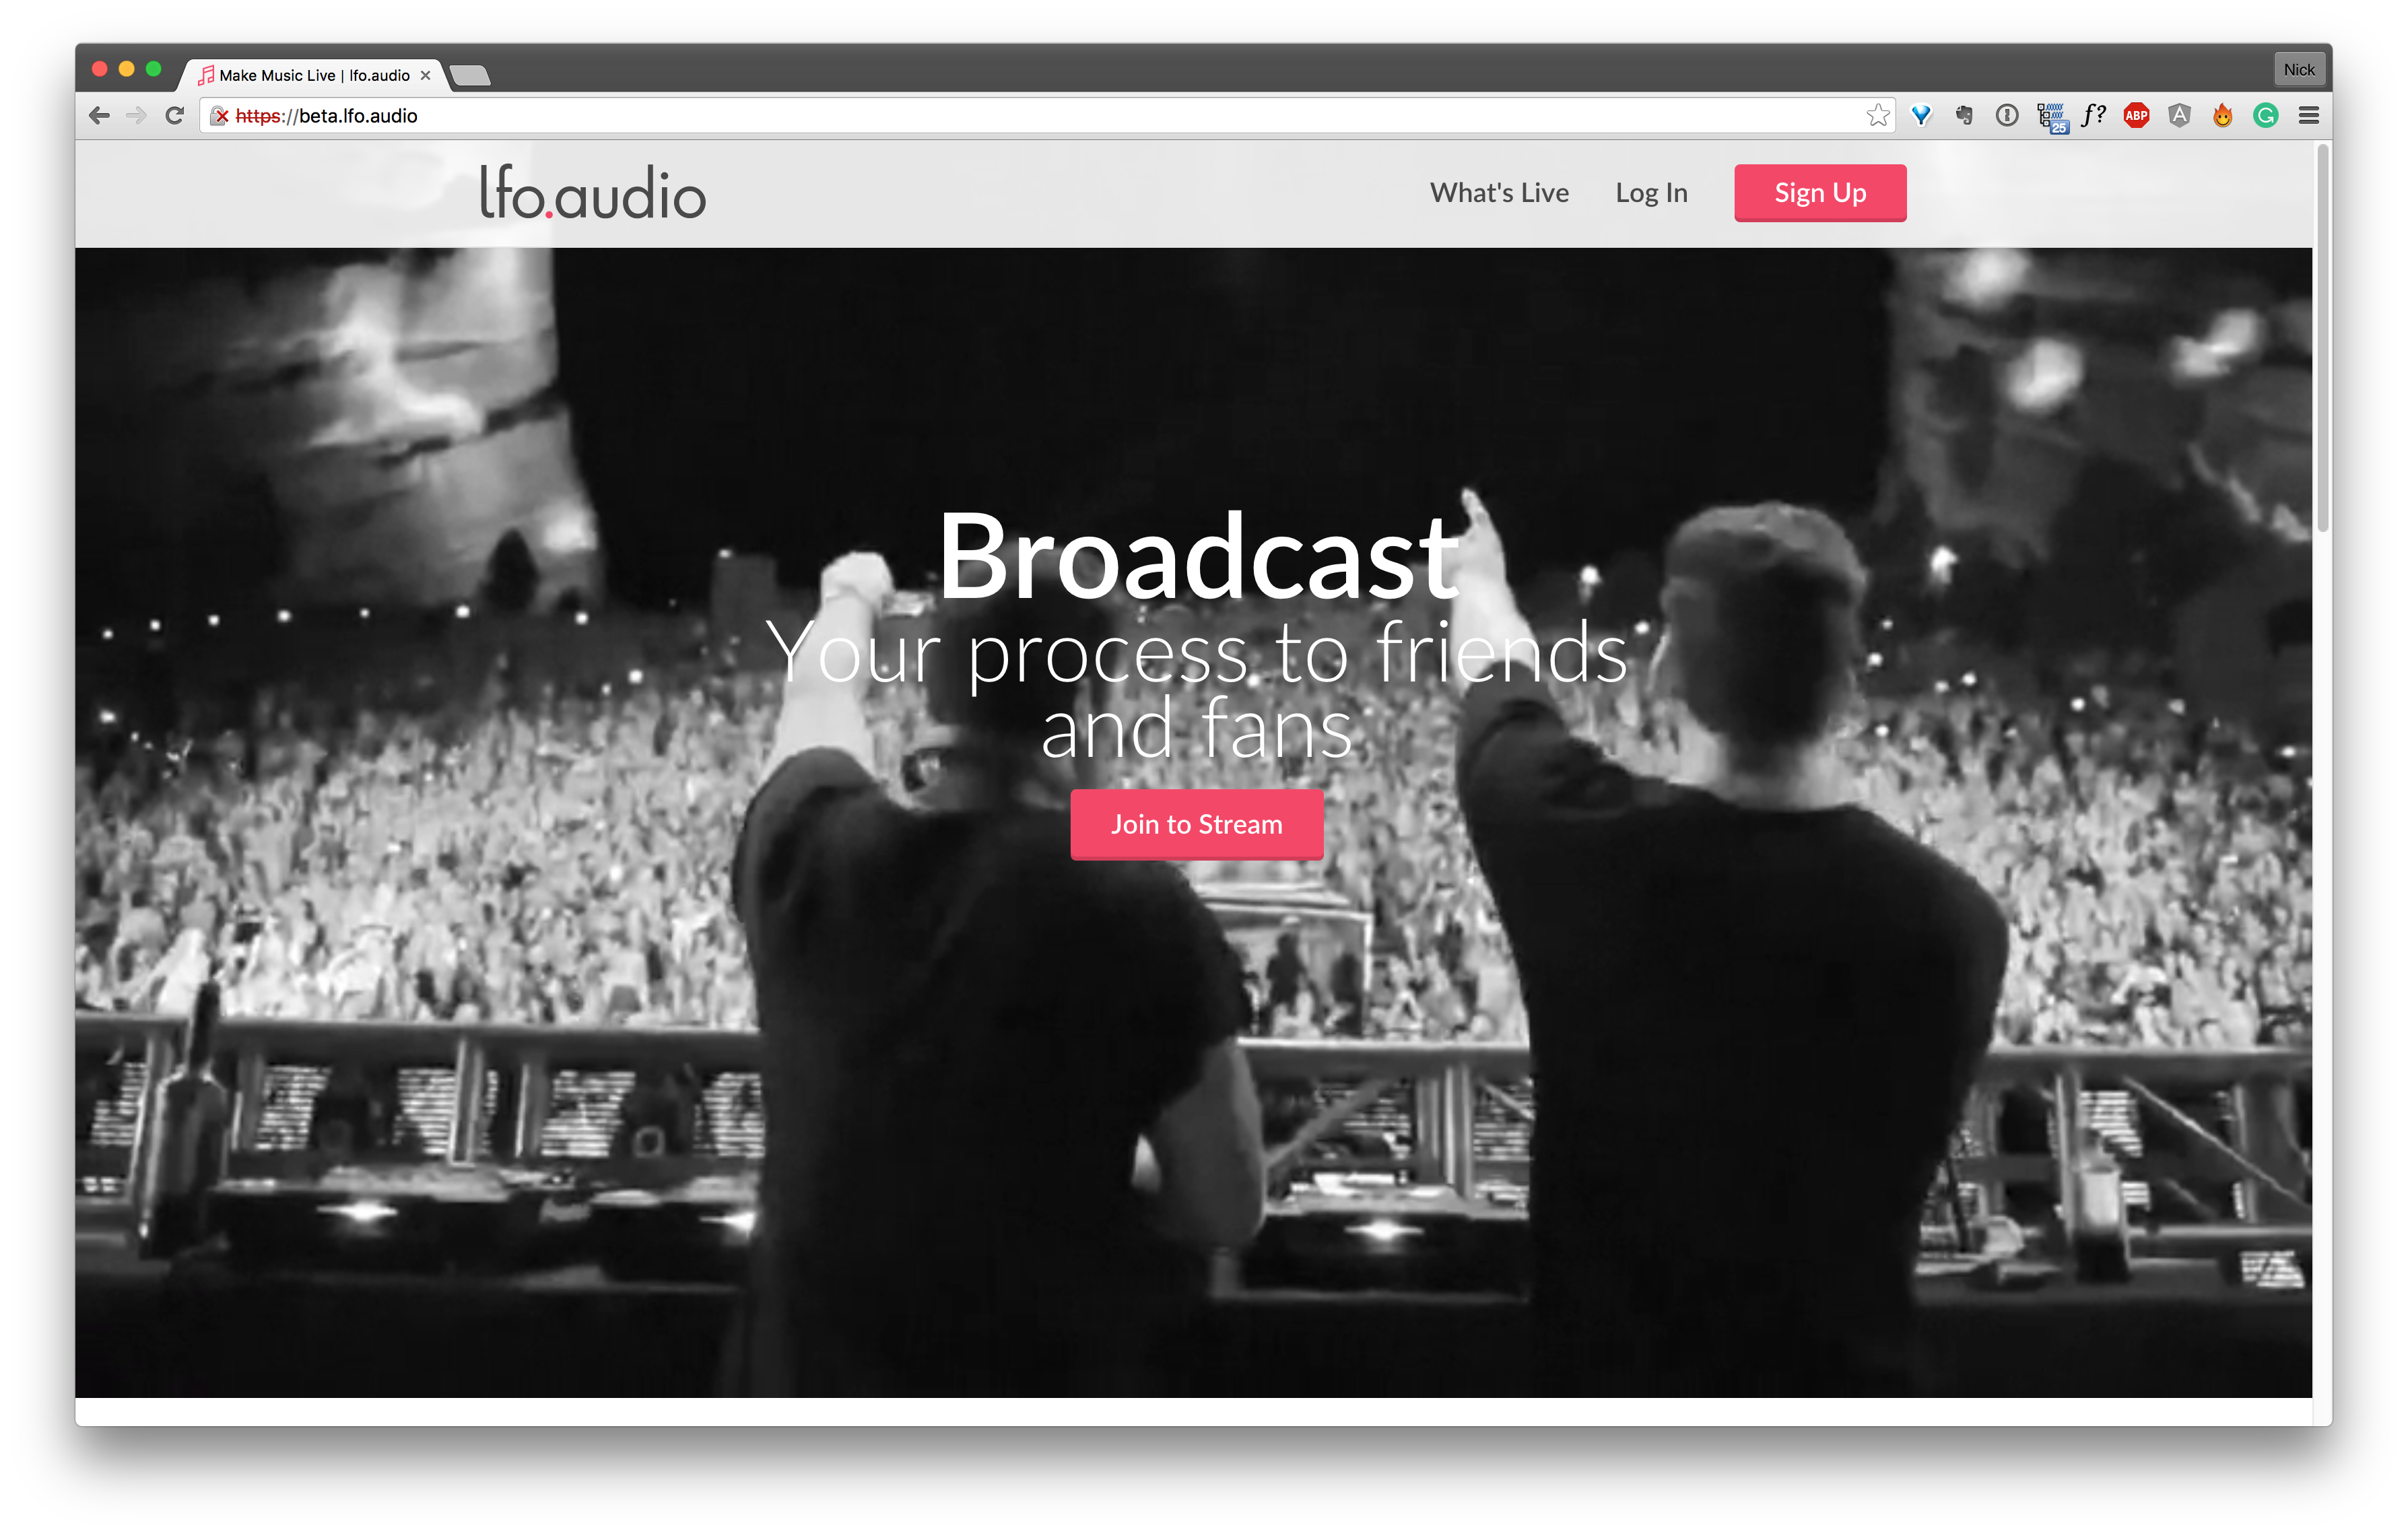 Make Music Live | lfo.audio
Nick
https://beta.lfo.audio
25
f?
ABP
lfo.audio
What's Live
Log In
Sign Up
Broadcast
Your process to friends
and fans
Join to Stream